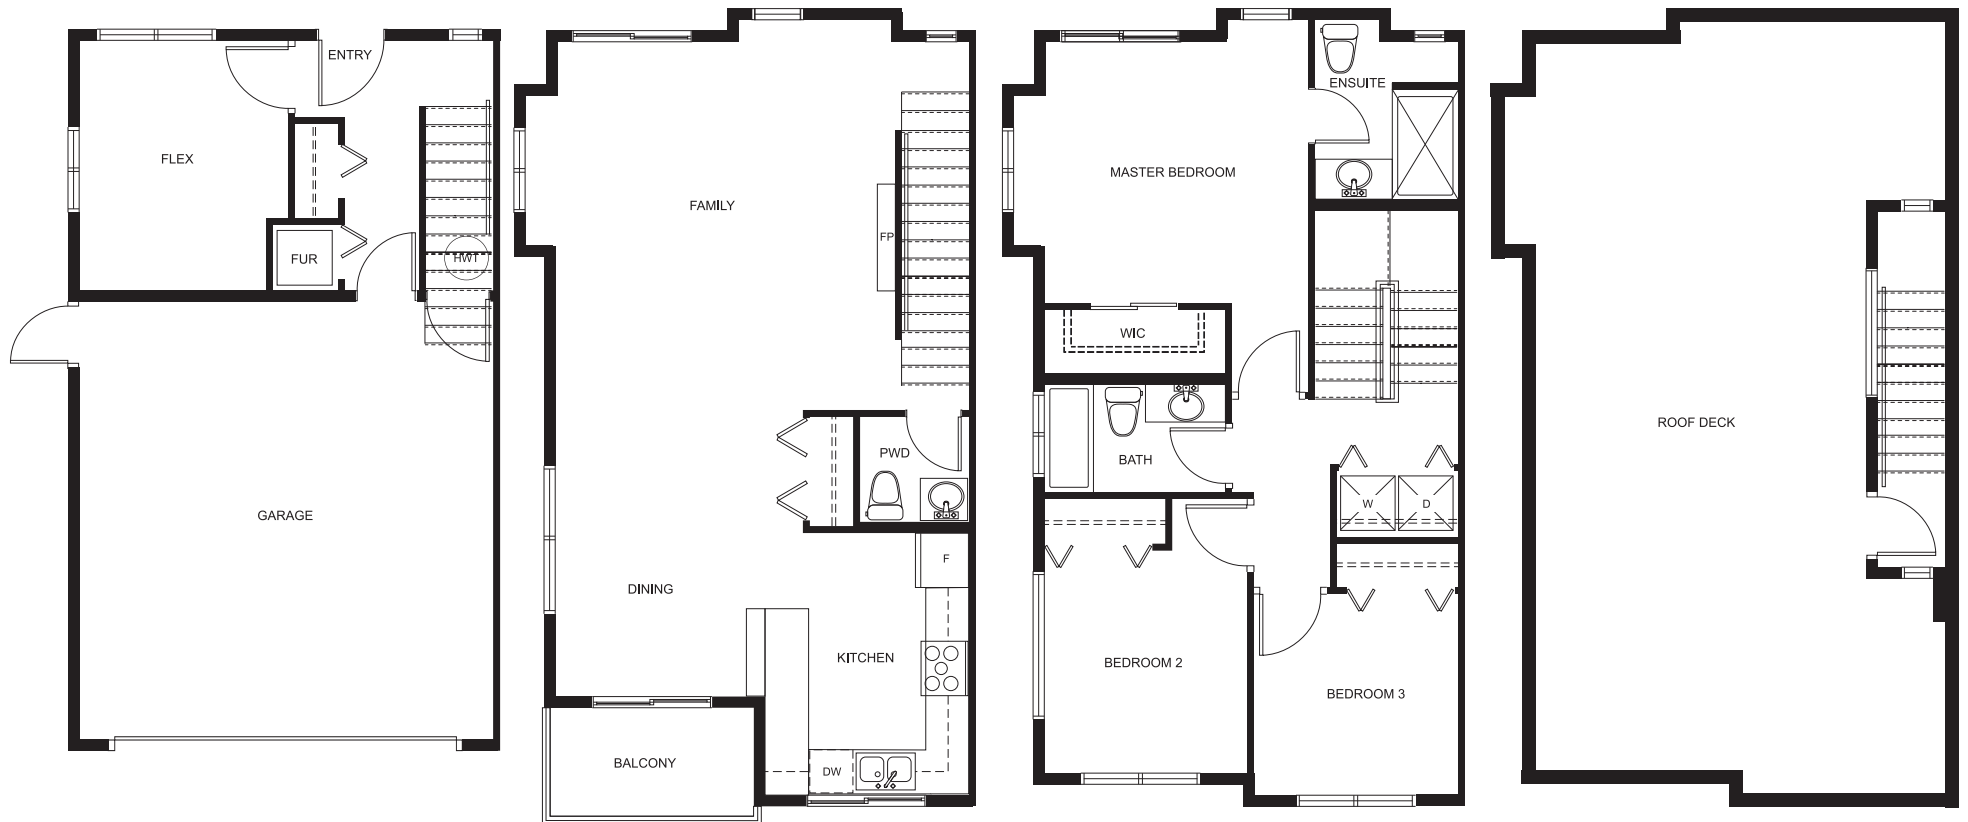 ENTRY
FLEX
FUR
HWT
GARAGE
FAMILY
FP
PWD
F
DINING
KITCHEN
DW
BALCONY
ENSUITE
MASTER BEDROOM
WIC
BATH
W
D
BEDROOM 2
BEDROOM 3
ROOF DECK